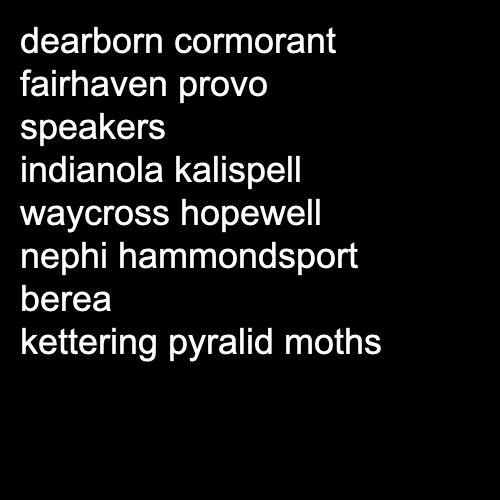 dearborn cormorant
fairhaven provo
speakers
indianola kalispell
waycross hopewell
nephi hammondsport
berea
kettering pyralid moths